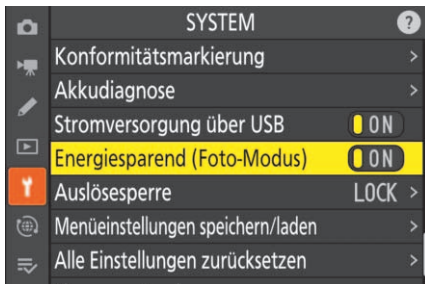 SYSTEM ?
Konformitätsmarkierung >
Akkudiagnose >
Stromversorgung über USB ON
Energiesparend (Foto-Modus) ON
Auslösesperre LOCK >
Menüeinstellungen speichern/laden >
Alle Einstellungen zurücksetzen >